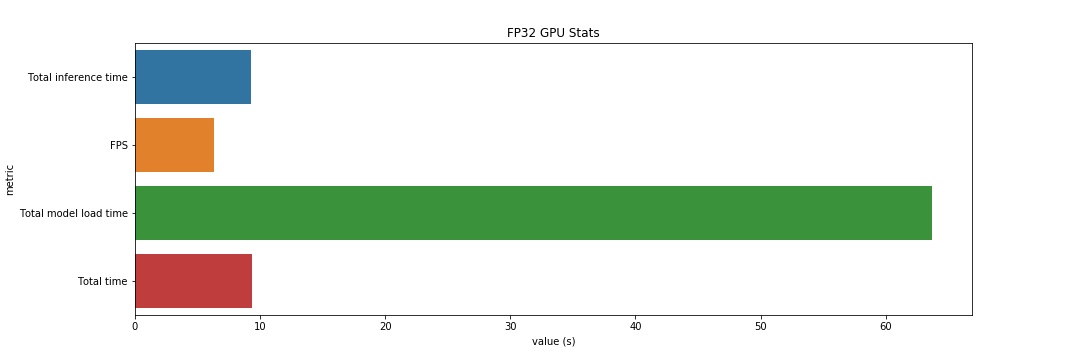 FP32 GPU Stats
metric
Total inference time
FPS
Total model load time
Total time
0 10 20 30 40 50 60
value (s)